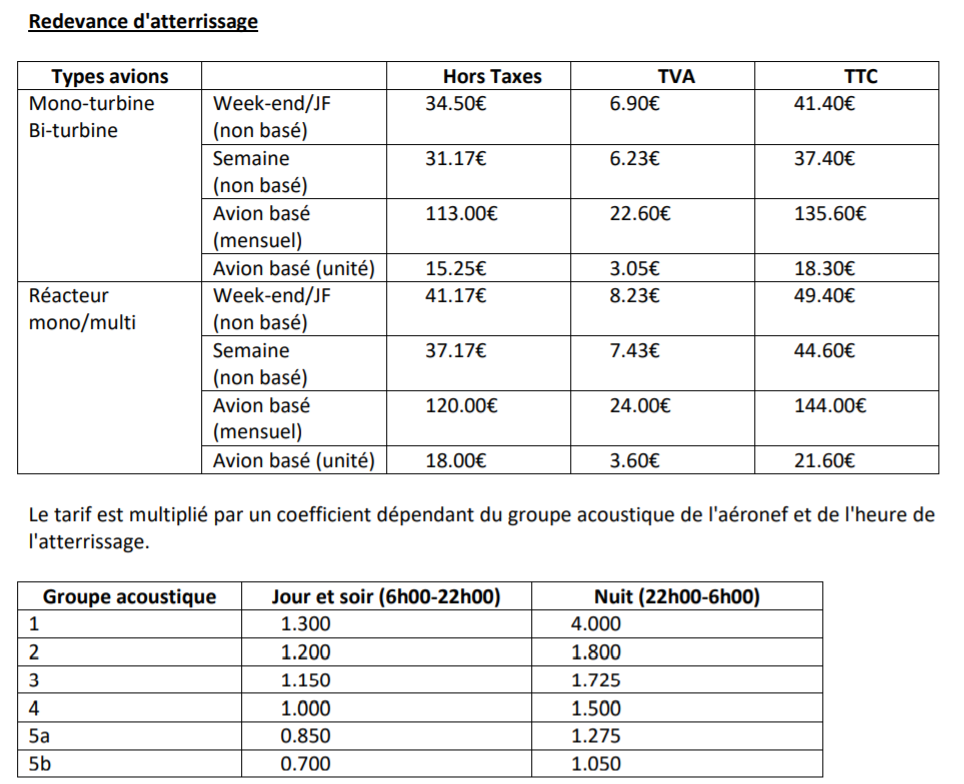 Redevance d'atterrissage
Types avions Hors Taxes TVA TTC
Mono-turbine Week-end/JF 34.50€ 6.90€ 41.40€
Bi-turbine (non basé)
Semaine 31.17€ 6.23€ 37.40€
(non basé)
Avion basé 113.00€ 22.60€ 135.60€
(mensuel)
Avion basé (unité) 15.25€ 3.05€ 18.30€
Réacteur Week-end/JF 41.17€ 8.23€ 49.40€
mono/multi (non basé)
Semaine 37.17€ 7.43€ 44.60€
(non basé)
Avion basé 120.00€ 24.00€ 144.00€
(mensuel)
Avion basé (unité) 18.00€ 3.60€ 21.60€
Le tarif est multiplié par un coefficient dépendant du groupe acoustique de l'aéronef et de l'heure de
l'atterrissage.
Groupe acoustique Jour et soir (6h00-22h00) Nuit (22h00-6h00)
1 1.300 4.000
2 1.200 1.800
3 1.150 1.725
4 1.000 1.500
5a 0.850 1.275
5b 0.700 1.050